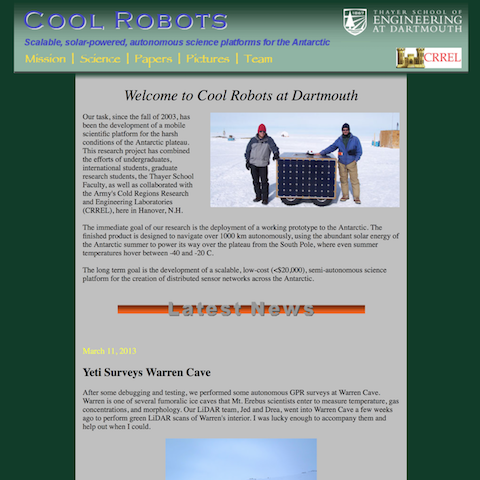 COOL ROBOTS
Scalable, solar-powered, autonomous science platforms for the Antarctic
Mission | Science | Papers | Pictures | Team
THAYER SCHOOL OF
ENGINEERING
AT DARTMOUTH
CRREL
Welcome to Cool Robots at Dartmouth
Our task, since the fall of 2003, has
been the development of a mobile
scientific platform for the harsh
conditions of the Antarctic plateau.
This research project has combined
the efforts of undergraduates,
international students, graduate
research students, the Thayer School
Faculty, as well as collaborated with
the Army's Cold Regions Research
and Engineering Laboratories
(CRREL), here in Hanover, N.H.
The immediate goal of our research is the deployment of a working prototype to the Antarctic. The
finished product is designed to navigate over 1000 km autonomously, using the abundant solar energy of
the Antarctic summer to power its way over the plateau from the South Pole, where even summer
temperatures hover between -40 and -20 C.
The long term goal is the development of a scalable, low-cost (<$20,000), semi-autonomous science
platform for the creation of distributed sensor networks across the Antarctic.
Latest News
March 11, 2013
Yeti Surveys Warren Cave
After some debugging and testing, we performed some autonomous GPR surveys at Warren Cave.
Warren is one of several fumoralic ice caves that Mt. Erebus scientists enter to measure temperature, gas
concentrations, and morphology. Our LiDAR team, Jed and Drea, went into Warren Cave a few weeks
ago to perform green LiDAR scans of Warren's interior. I was lucky enough to accompany them and
help out when I could.